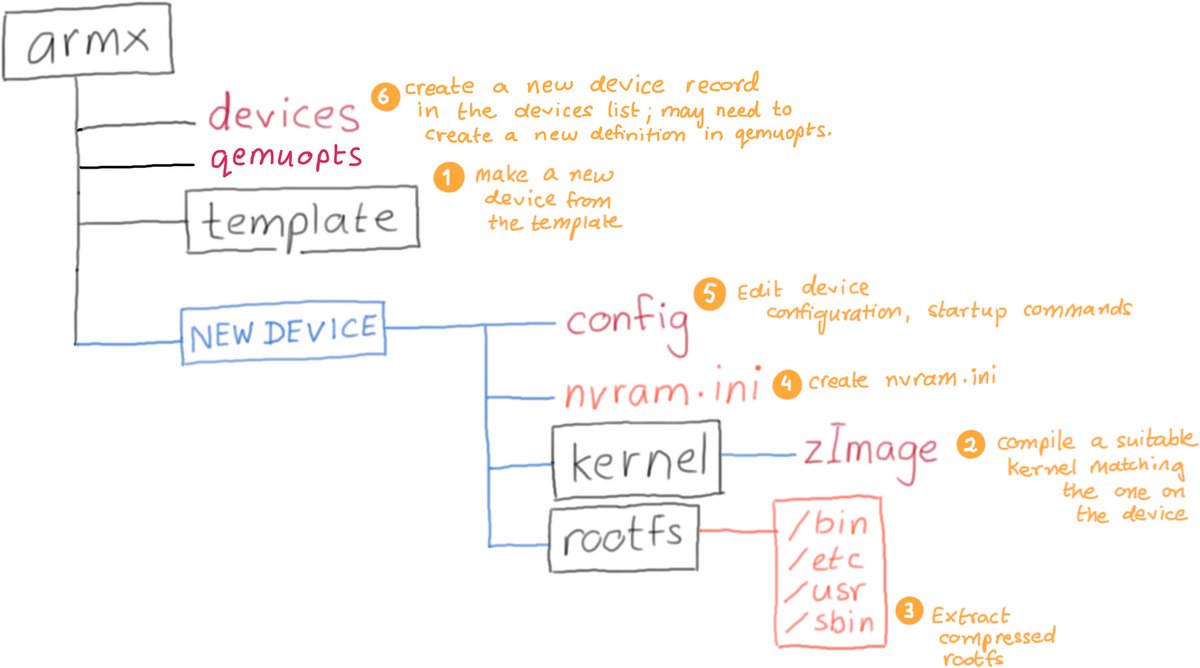 armx
devices
6 create a new device record
in the devices list; may need to
create a new definition in qemuopts.
qemuopts
1 make a new
device from
the template
template
NEW DEVICE
config
5 Edit device
configuration, startup commands
nvram.ini
4 create nvram.ini
kernel
zImage
2 compile a suitable
kernel matching
the one on
the device
rootfs
/bin
/etc
/usr
/sbin
3 Extract
compressed
rootfs